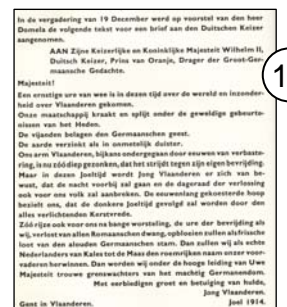 In de vergadering van 19 December werd op voorstel van den heer
Domela de volgende tekst voor een brief aan den Duitschen Keizer
aangenomen.
AAN Zijne Keizerlijke en Koninklijke Majesteit Wilhelm II,
Duitsch Keizer, Prins van Oranje, Drager der Groot-Ger-
maansche Gedachte.
Majesteit!
Een ernstige ure van wee is in dezen tijd over de wereld en inzonder-
heid over Vlaanderen gekomen.
Onze maatschappij kraakt en splijt onder de geweldige gebeurte-
nissen van het Heden.
De vijanden belagen den Germaanschen geest.
De aarde verzinkt als in onmetelijk duister.
Ons arm Vlaanderen, bijkans ondergegaan door eeuwen van verbaste-
ring, is nu zóó diep gezonken, dat het strijdt tegen zijn eigen bevrijding.
Maar in dezen Joeltijd wordt Jong Vlaanderen er zich van be-
wust, dat de nacht voorbij zal gaan en de dageraad der verlossing
ook voor ons volk zal aanbreken. De eeuwenlang gekoesterde hoop
bezielt ons, dat de donkere Joeltijd gevolgd zal worden door den
alles verlichtenden Kerstvrede.
Zóó rijze ook voor ons na bange worsteling, de ure der bevrijding als
wij, verlost van allen Romaanschen dwang, opbloeien zullen als frissche
loot van den alouden Germaanschen stam. Dan zullen wij als echte
Nederlanders van Kales tot de Maas den roemrijken naam onzer voor-
vaderen herwinnen. Dan worden wij onder de hooge leiding van Uwe
Majesteit trouwe grenswachters van het machtig Germanendom.
Met eerbiedigen groet en betuiging van hulde,
Jong Vlaanderen.
Gent in Vlaanderen. Joel 1914.
1